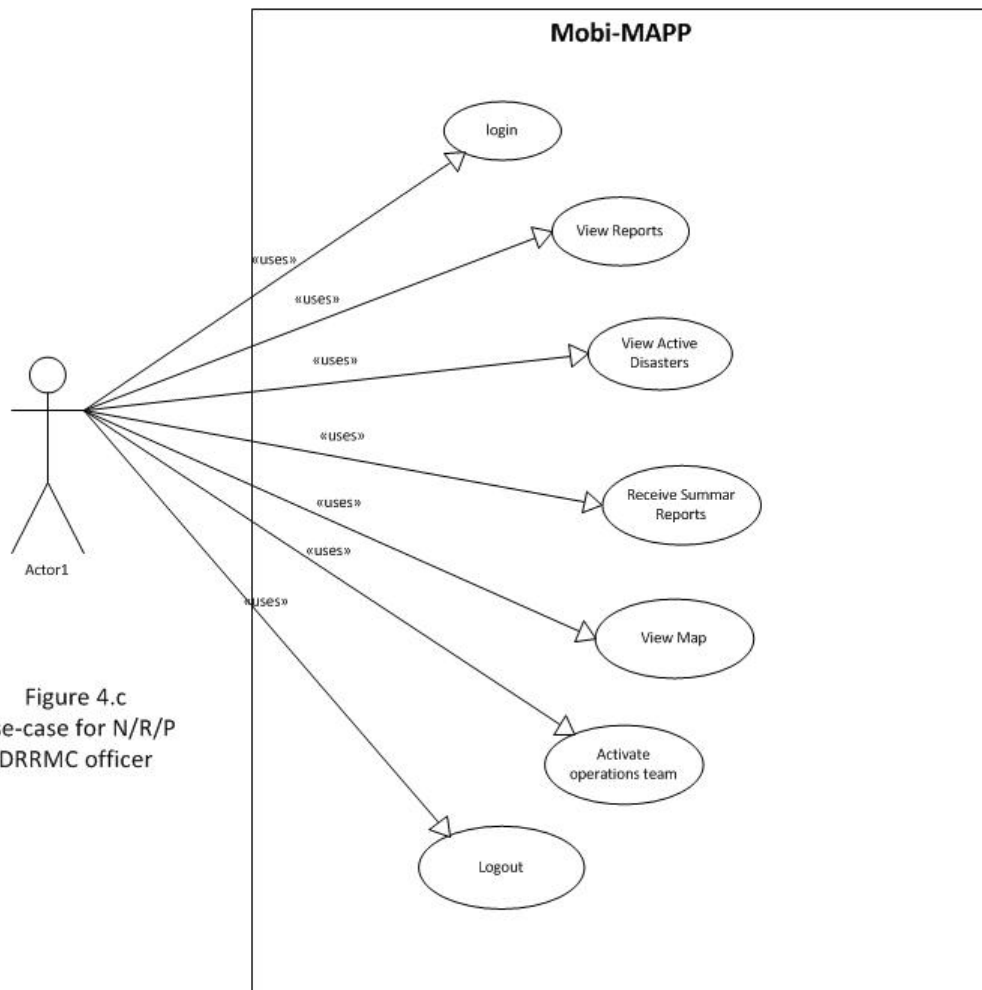 Mobi-MAPP
login
View Reports
«uses»
«uses»
View Active
Disasters
«uses»
«uses»
Receive Summar
Reports
«uses»
«uses»
Actor1
«uses»
View Map
Figure 4.c
se-case for N/R/P
DRRMC officer
Activate
operations team
Logout